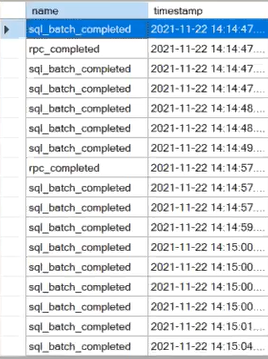 name timestamp
sql_batch_completed 2021-11-22 14:14:47....
rpc_completed 2021-11-22 14:14:47....
sql_batch_completed 2021-11-22 14:14:47....
sql_batch_completed 2021-11-22 14:14:47....
sql_batch_completed 2021-11-22 14:14:48....
sql_batch_completed 2021-11-22 14:14:48....
sql_batch_completed 2021-11-22 14:14:49....
rpc_completed 2021-11-22 14:14:57....
sql_batch_completed 2021-11-22 14:14:57....
sql_batch_completed 2021-11-22 14:14:57....
sql_batch_completed 2021-11-22 14:14:59....
sql_batch_completed 2021-11-22 14:15:00....
sql_batch_completed 2021-11-22 14:15:00....
sql_batch_completed 2021-11-22 14:15:00....
sql_batch_completed 2021-11-22 14:15:00....
sql_batch_completed 2021-11-22 14:15:01....
sql_batch_completed 2021-11-22 14:15:04....